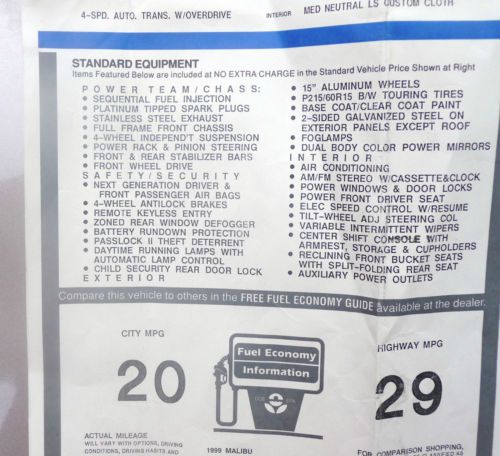 4-SPD. AUTO. TRANS. W/OVERDRIVE
INTERIOR MED NEUTRAL LS CUSTOM CLOTH
STANDARD EQUIPMENT
Items Featured Below are included at NO EXTRA CHARGE in the Standard Vehicle Price Shown at Right
POWER TEAM/CHASS:
• SEQUENTIAL FUEL INJECTION
• PLATINUM TIPPED SPARK PLUGS
• STAINLESS STEEL EXHAUST
• FULL FRAME FRONT CHASSIS
• 4-WHEEL INDEPND'T SUSPENSION
• POWER RACK & PINION STEERING
• FRONT & REAR STABILIZER BARS
• FRONT WHEEL DRIVE
SAFETY/SECURITY
• NEXT GENERATION DRIVER &
FRONT PASSENGER AIR BAGS
• 4-WHEEL ANTILOCK BRAKES
• REMOTE KEYLESS ENTRY
• ZONED REAR WINDOW DEFOGGER
• BATTERY RUNDOWN PROTECTION
• PASSLOCK II THEFT DETERRENT
• DAYTIME RUNNING LAMPS WITH
AUTOMATIC LAMP CONTROL
• CHILD SECURITY REAR DOOR LOCK
EXTERIOR
• 15" ALUMINUM WHEELS
• P215/60R15 B/W TOURING TIRES
• BASE COAT/CLEAR COAT PAINT
• 2-SIDED GALVANIZED STEEL ON
EXTERIOR PANELS EXCEPT ROOF
• FOGLAMPS
• DUAL BODY COLOR POWER MIRRORS
INTERIOR
• AIR CONDITIONING
• AM/FM STEREO W/CASSETTE&CLOCK
• POWER WINDOWS & DOOR LOCKS
• POWER FRONT DRIVER SEAT
• ELEC SPEED CONTROL W/RESUME
• TILT-WHEEL ADJ STEERING COL
• VARIABLE INTERMITTENT WIPERS
• CENTER SHIFT CONSOLE WITH
ARMREST, STORAGE & CUPHOLDERS
• RECLINING FRONT BUCKET SEATS
WITH SPLIT-FOLDING REAR SEAT
• AUXILIARY POWER OUTLETS
Compare this vehicle to others in the FREE FUEL ECONOMY GUIDE available at the dealer.
CITY MPG
20
Fuel Economy
Information
DOE EPA
HIGHWAY MPG
29
ACTUAL MILEAGE
WILL VARY WITH OPTIONS, DRIVING
CONDITIONS, DRIVING HABITS AND
1999 MALIBU
FOR COMPARISON SHOPPING,
CLASSIFIED AS